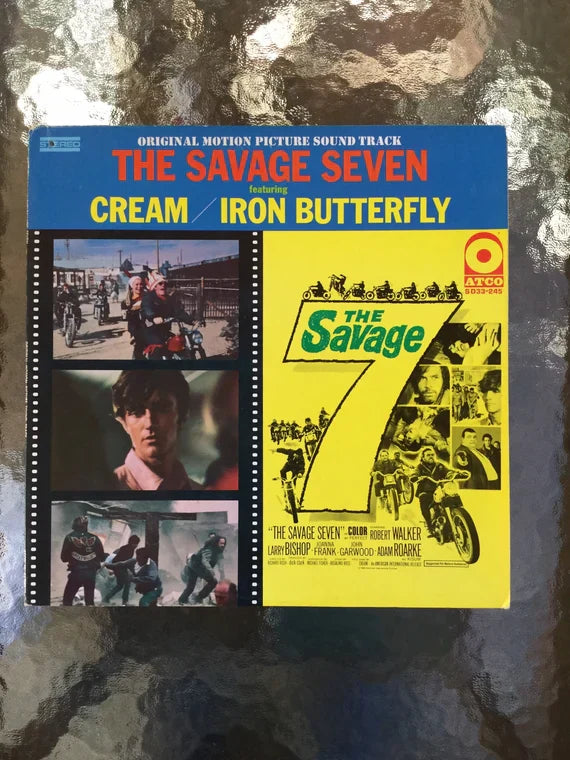 STEREO
ORIGINAL MOTION PICTURE SOUND TRACK
THE SAVAGE SEVEN
featuring
CREAM / IRON BUTTERFLY
ATCO
SD33-245
THE
Savage
7
"THE SAVAGE SEVEN" IN COLOR
ROBERT WALKER
LARRY BISHOP JOANNA FRANK JOHN GARWOOD ADAM ROARKE
AN AMERICAN INTERNATIONAL RELEASE